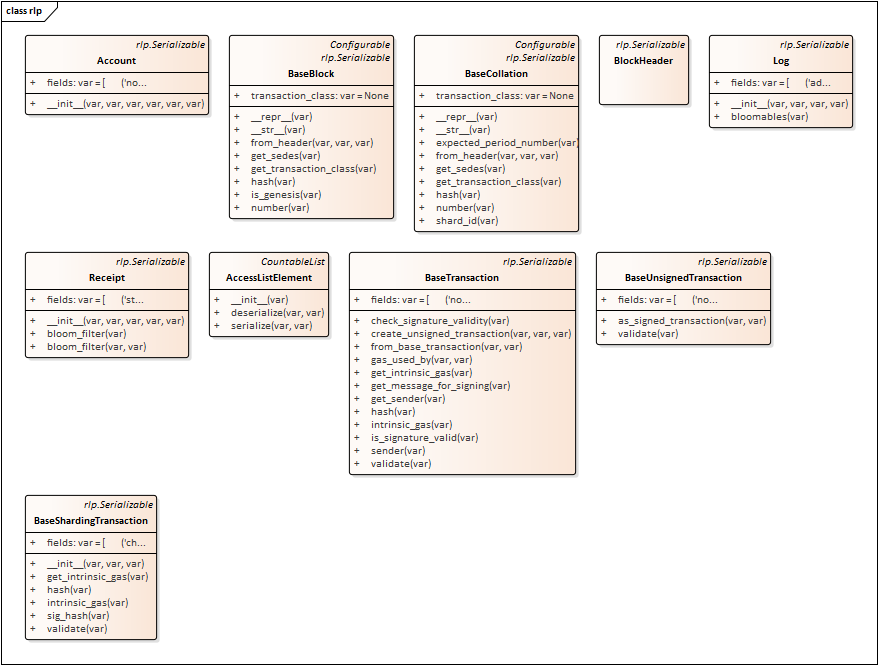 class rlp
rlp.Serializable
Account
+ fields: var = [ ('no...
+ __init__(var, var, var, var, var, var)
Configurable
rlp.Serializable
BaseBlock
+ transaction_class: var = None
+ __repr__(var)
+ __str__(var)
+ from_header(var, var, var)
+ get_sedes(var)
+ get_transaction_class(var)
+ hash(var)
+ is_genesis(var)
+ number(var)
Configurable
rlp.Serializable
BaseCollation
+ transaction_class: var = None
+ __repr__(var)
+ __str__(var)
+ expected_period_number(var)
+ from_header(var, var, var)
+ get_sedes(var)
+ get_transaction_class(var)
+ hash(var)
+ number(var)
+ shard_id(var)
rlp.Serializable
BlockHeader
rlp.Serializable
Log
+ fields: var = [ ('ad...
+ __init__(var, var, var, var)
+ bloomables(var)
rlp.Serializable
Receipt
+ fields: var = [ ('st...
+ __init__(var, var, var, var, var)
+ bloom_filter(var)
+ bloom_filter(var, var)
CountableList
AccessListElement
+ __init__(var)
+ deserialize(var, var)
+ serialize(var, var)
rlp.Serializable
BaseTransaction
+ fields: var = [ ('no...
+ check_signature_validity(var)
+ create_unsigned_transaction(var, var, var)
+ from_base_transaction(var, var)
+ gas_used_by(var, var)
+ get_intrinsic_gas(var)
+ get_message_for_signing(var)
+ get_sender(var)
+ hash(var)
+ intrinsic_gas(var)
+ is_signature_valid(var)
+ sender(var)
+ validate(var)
rlp.Serializable
BaseUnsignedTransaction
+ fields: var = [ ('no...
+ as_signed_transaction(var, var)
+ validate(var)
rlp.Serializable
BaseShardingTransaction
+ fields: var = [ ('ch...
+ __init__(var, var, var)
+ get_intrinsic_gas(var)
+ hash(var)
+ intrinsic_gas(var)
+ sig_hash(var)
+ validate(var)